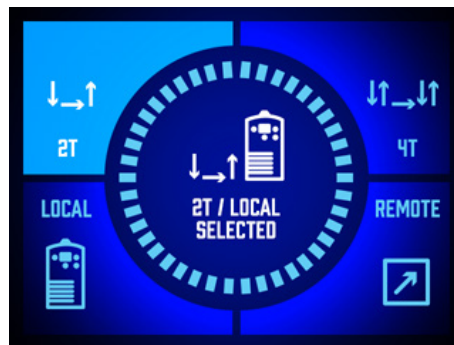 2T
4T
LOCAL
2T / LOCAL
SELECTED
REMOTE